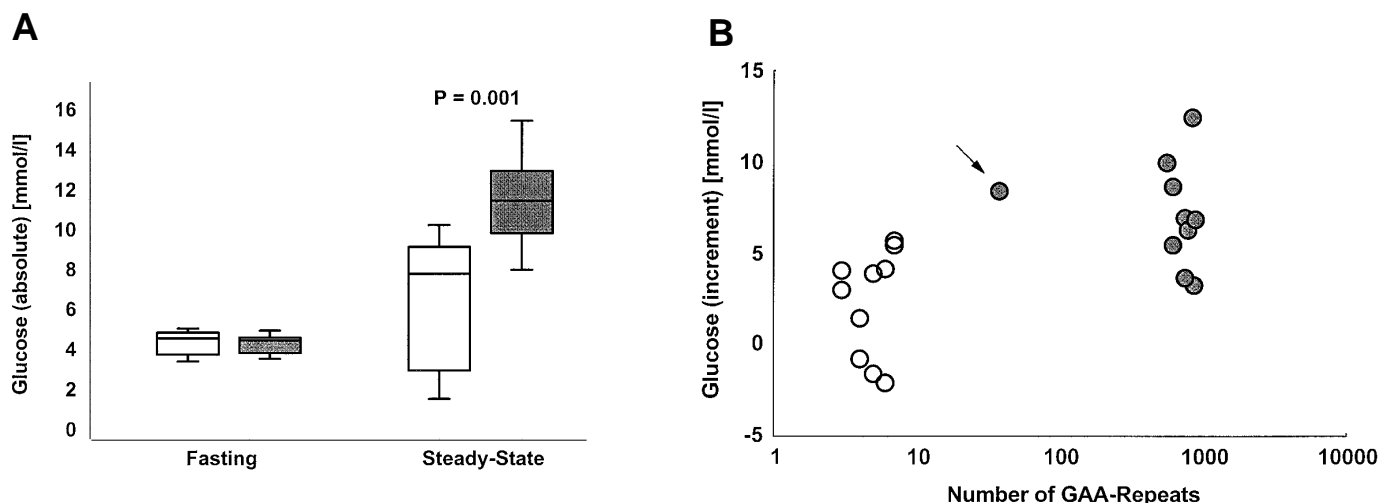 A
Glucose (absolute) [mmol/l]
16
14
12
10
8
6
4
2
0
P = 0.001
Fasting
Steady-State
B
Glucose (increment) [mmol/l]
15
10
5
0
-5
1
10
100
1000
10000
Number of GAA-Repeats